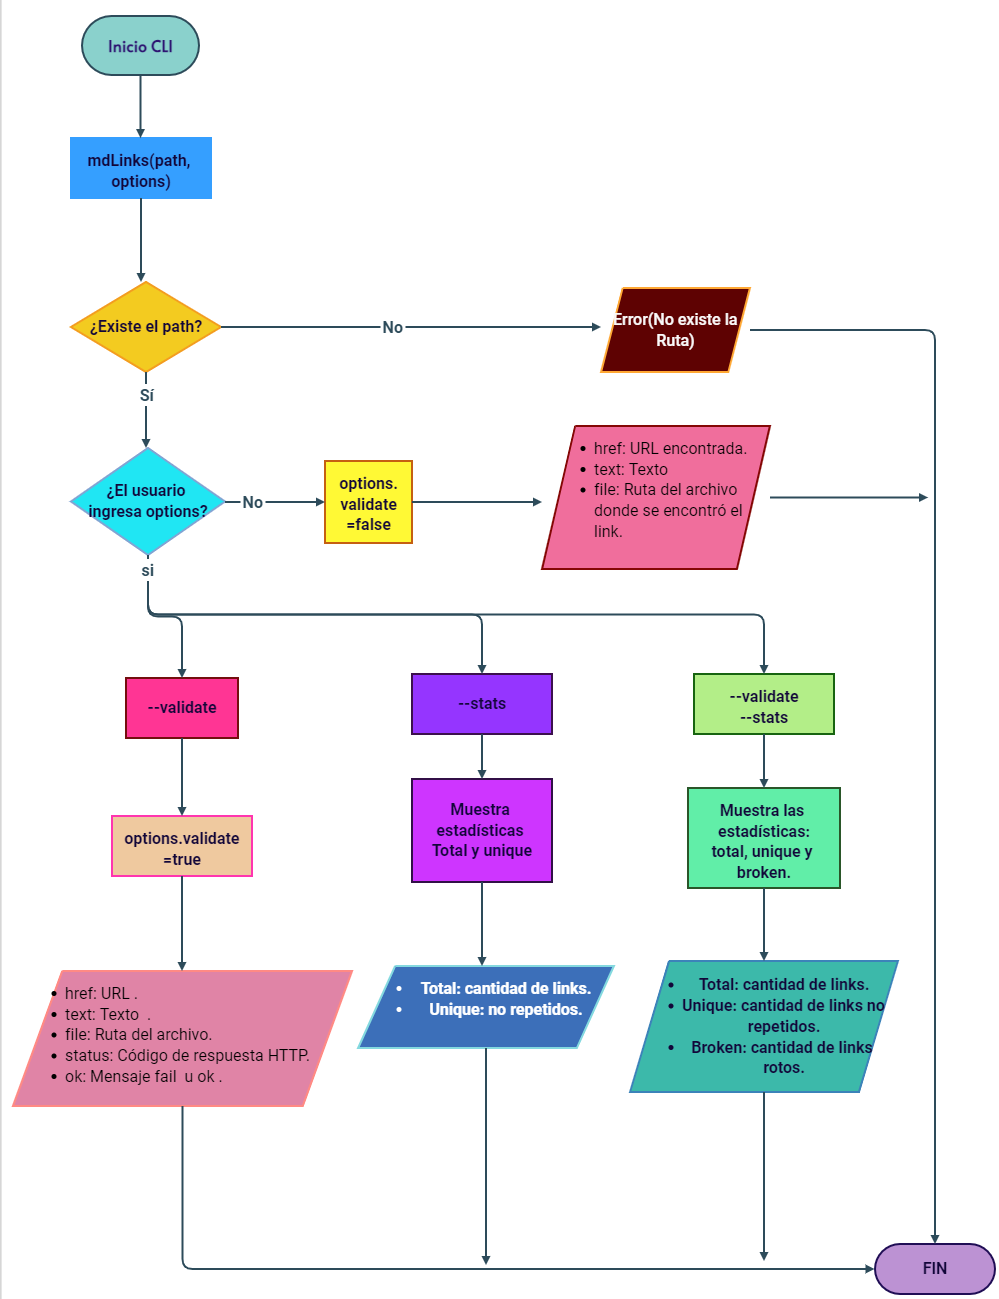 Inicio CLI
mdLinks(path,
options)
¿Existe el path?
No
Error(No existe la
Ruta)
Sí
¿El usuario
ingresa options?
No
options.
validate
=false
• href: URL encontrada.
• text: Texto
• file: Ruta del archivo
donde se encontró el
link.
si
--validate
--stats
--validate
--stats
options.validate
=true
Muestra
estadísticas
Total y unique
Muestra las
estadísticas:
total, unique y
broken.
• href: URL .
• text: Texto .
• file: Ruta del archivo.
• status: Código de respuesta HTTP.
• ok: Mensaje fail u ok .
• Total: cantidad de links.
• Unique: no repetidos.
• Total: cantidad de links.
• Unique: cantidad de links no
repetidos.
• Broken: cantidad de links
rotos.
FIN